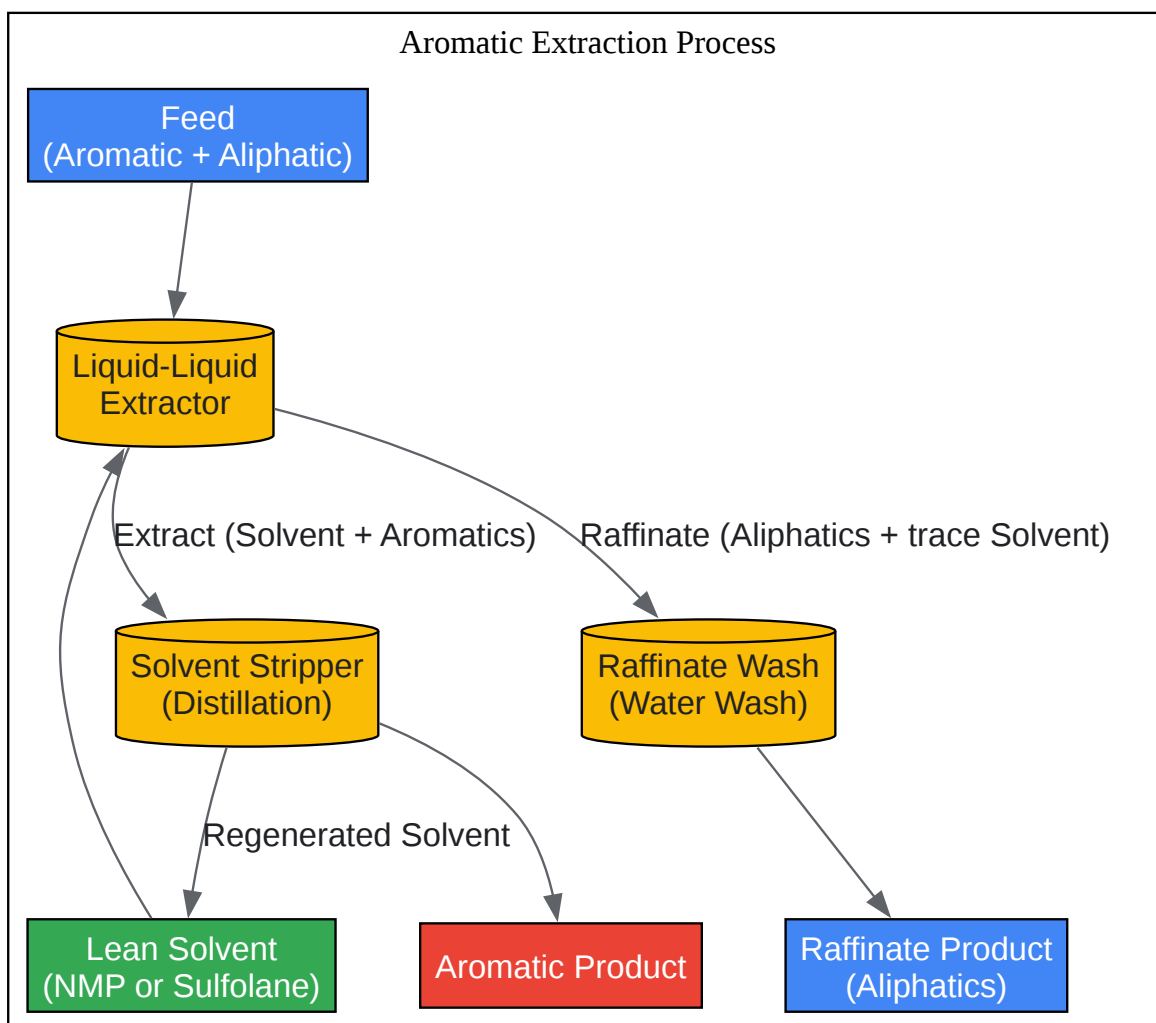 Aromatic Extraction Process
Feed
(Aromatic + Aliphatic)
Liquid-Liquid
Extractor
Extract (Solvent + Aromatics)
Raffinate (Aliphatics + trace Solvent)
Solvent Stripper
(Distillation)
Raffinate Wash
(Water Wash)
Regenerated Solvent
Lean Solvent
(NMP or Sulfolane)
Aromatic Product
Raffinate Product
(Aliphatics)